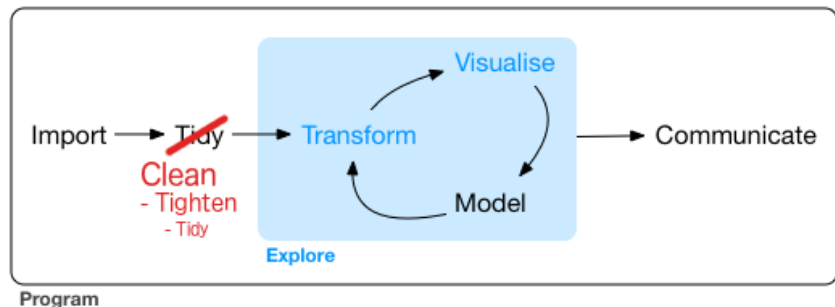 Visualise
Import Tidy Transform Communicate
Clean
- Tighten
- Tidy
Model
Explore
Program